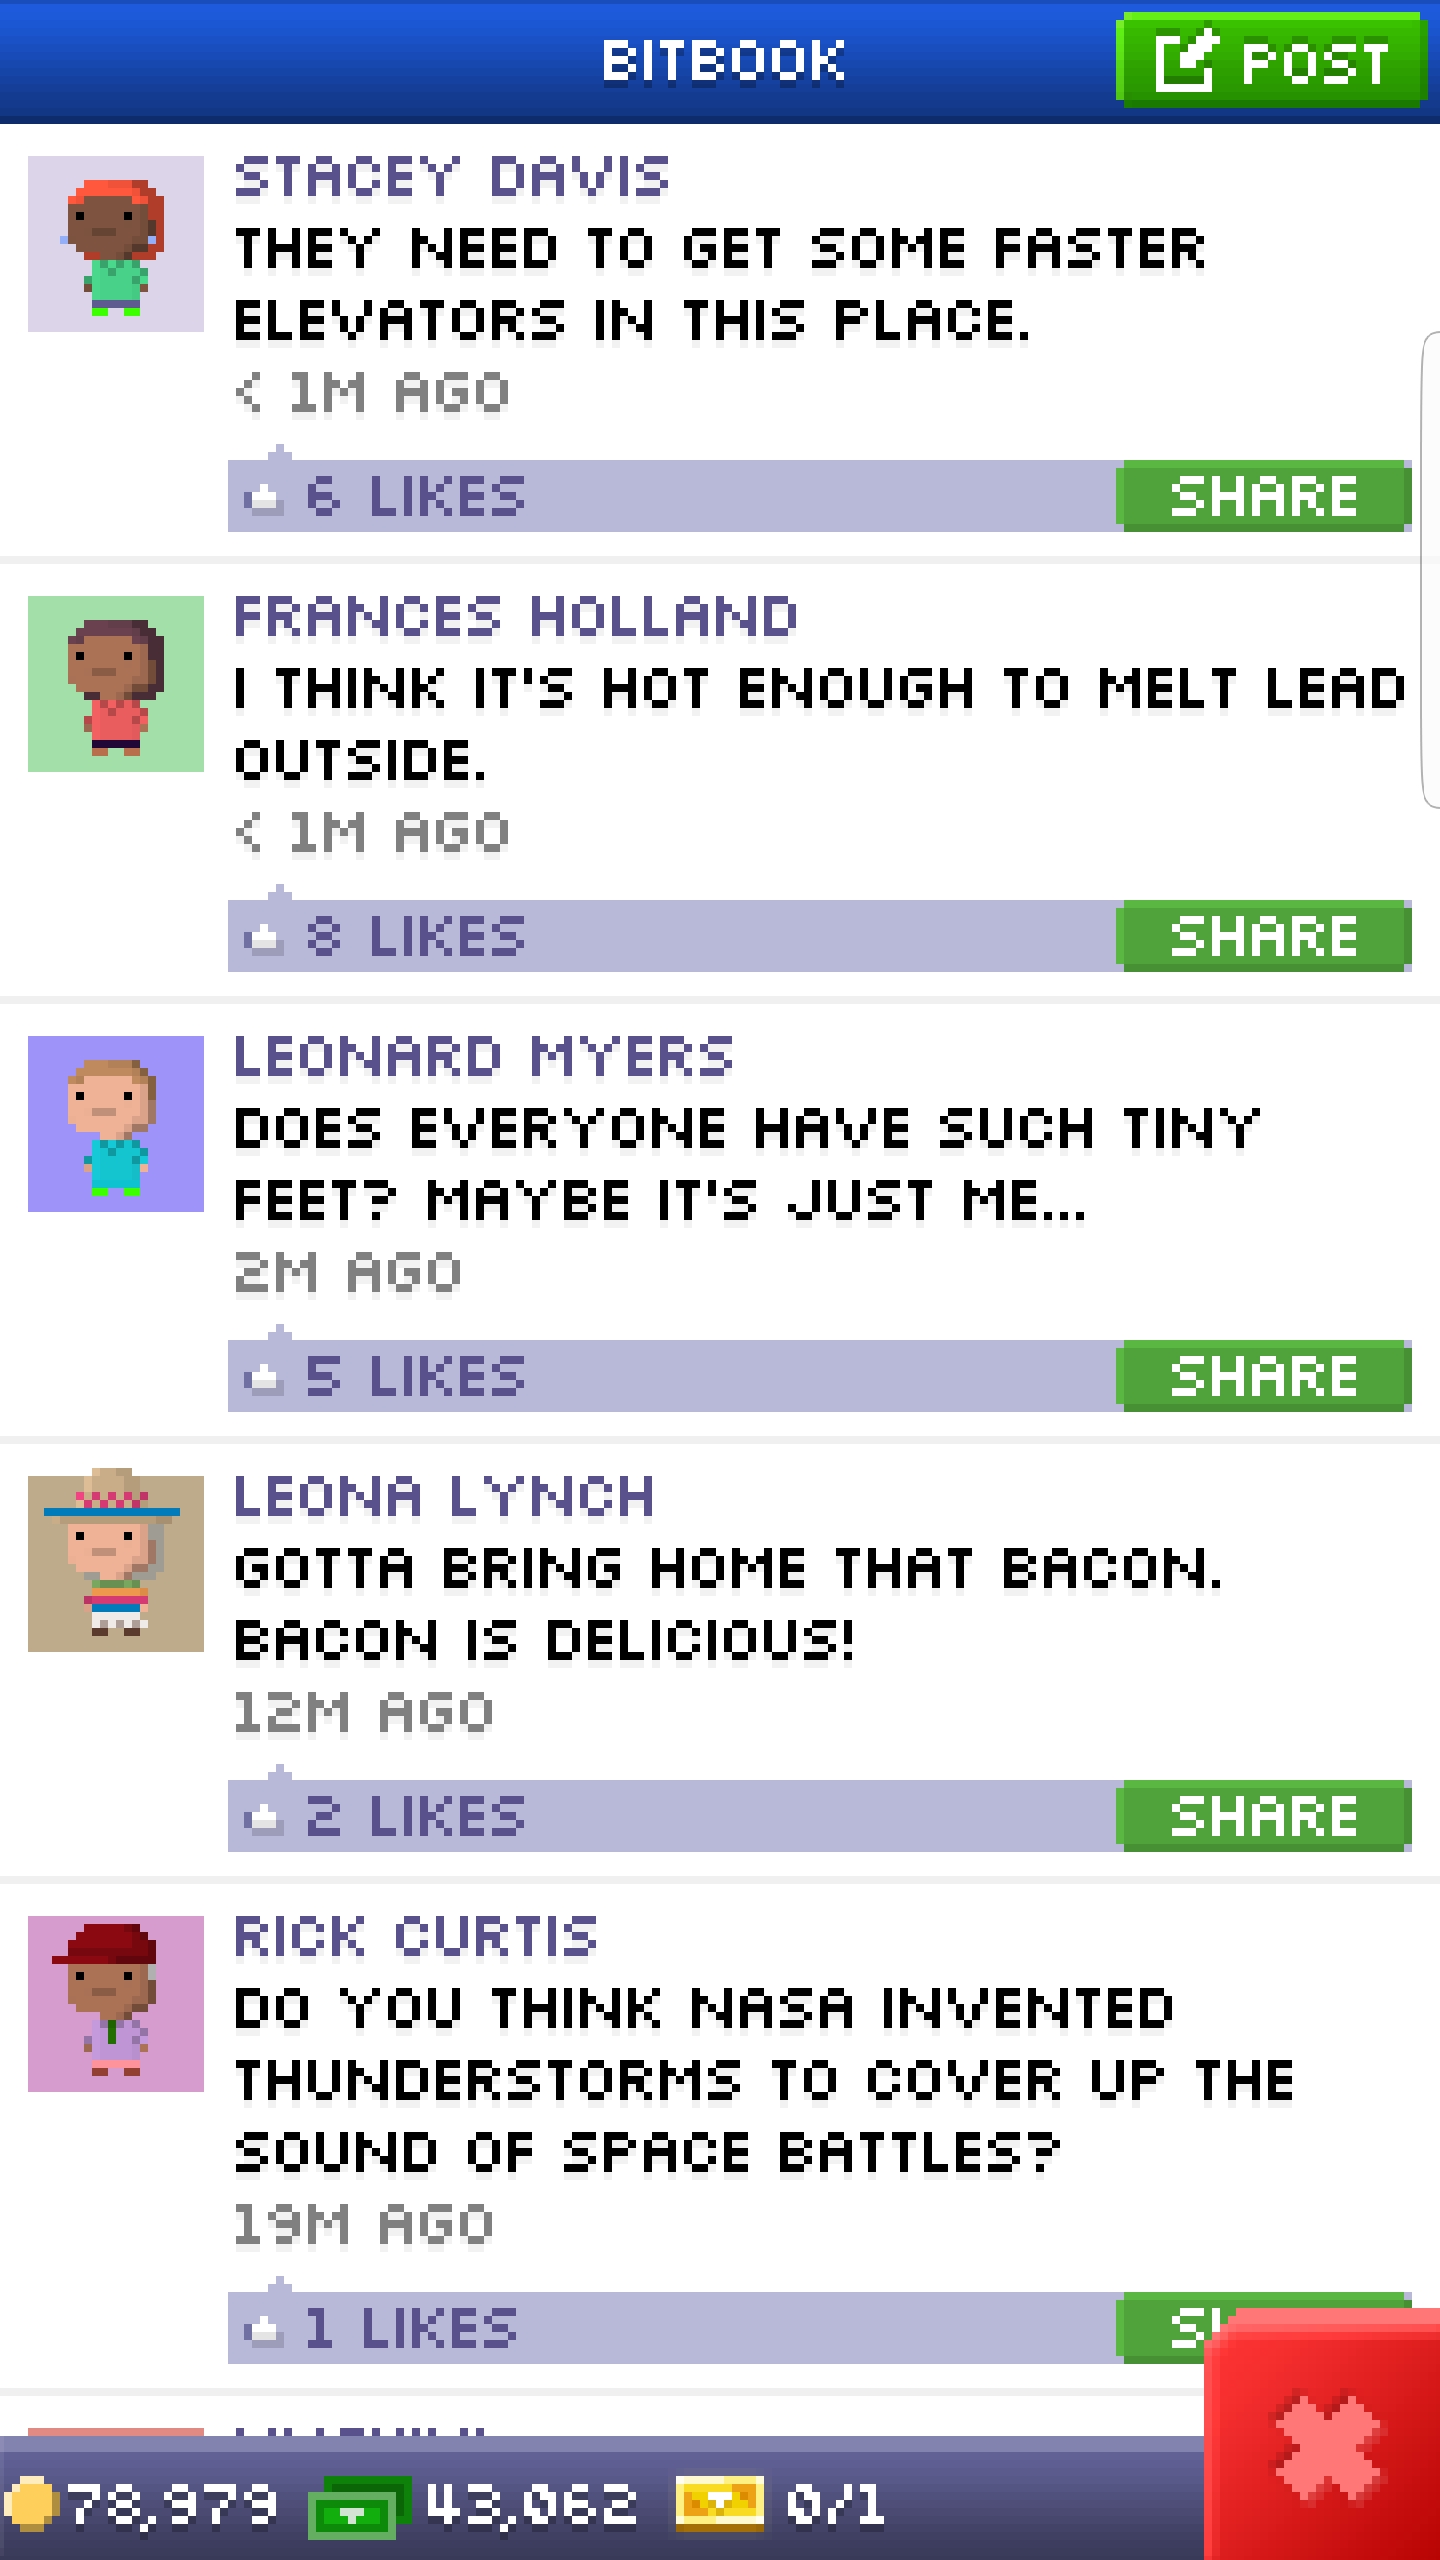 BITBOOK
POST
STACEY DAVIS
THEY NEED TO GET SOME FASTER
ELEVATORS IN THIS PLACE.
< 1M AGO
6 LIKES
SHARE
FRANCES HOLLAND
I THINK IT'S HOT ENOUGH TO MELT LEAD
OUTSIDE.
< 1M AGO
8 LIKES
SHARE
LEONARD MYERS
DOES EVERYONE HAVE SUCH TINY
FEET? MAYBE IT'S JUST ME...
2M AGO
5 LIKES
SHARE
LEONA LYNCH
GOTTA BRING HOME THAT BACON.
BACON IS DELICIOUS!
12M AGO
2 LIKES
SHARE
RICK CURTIS
DO YOU THINK NASA INVENTED
THUNDERSTORMS TO COVER UP THE
SOUND OF SPACE BATTLES?
19M AGO
1 LIKES
78,979
43,062
0/1